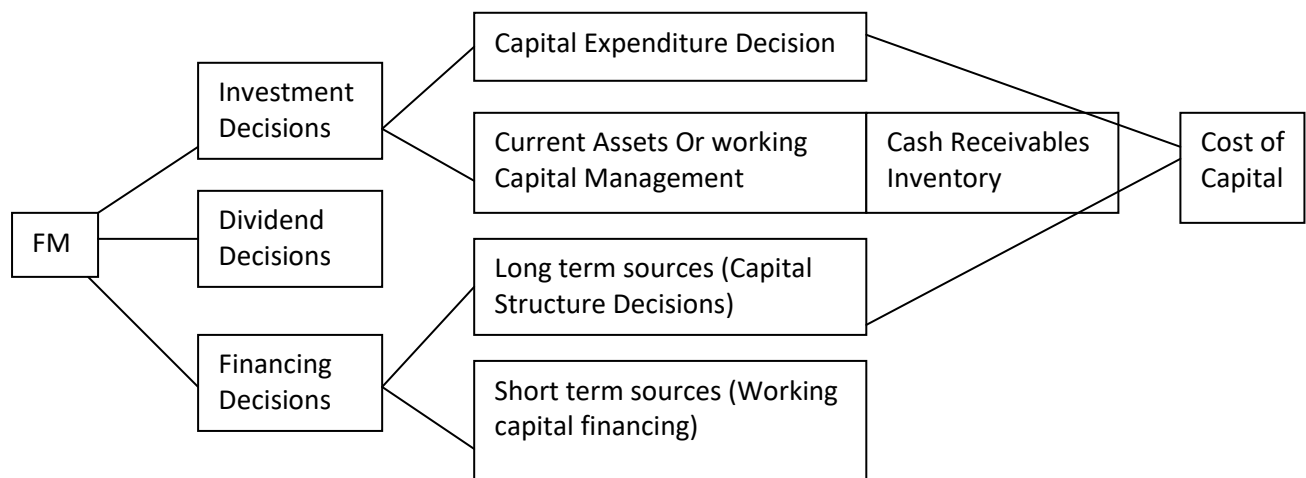 FM
Investment
Decisions
Dividend
Decisions
Financing
Decisions
Capital Expenditure Decision
Current Assets Or working
Capital Management
Cash Receivables
Inventory
Long term sources (Capital
Structure Decisions)
Short term sources (Working
capital financing)
Cost of
Capital